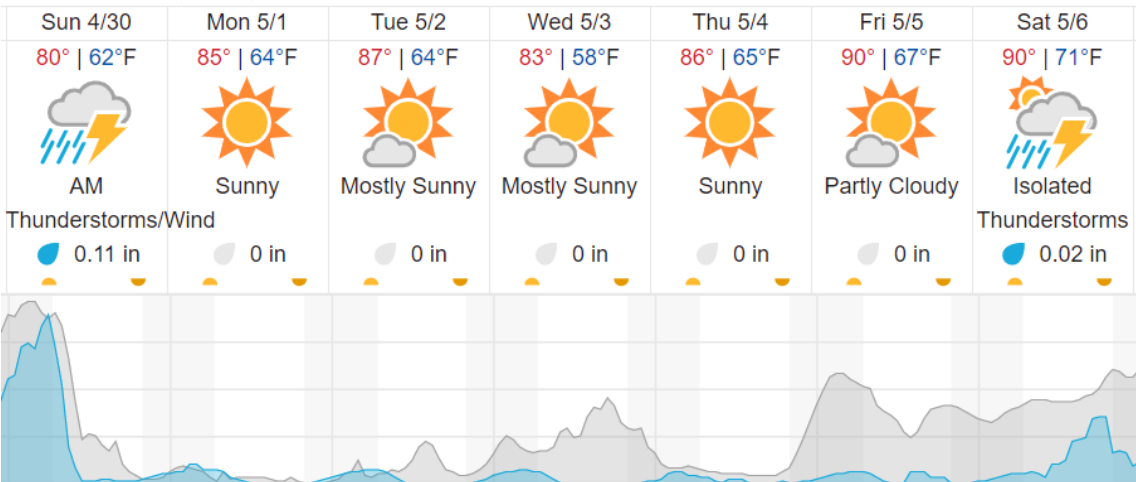 Sun 4/30 Mon 5/1 Tue 5/2 Wed 5/3 Thu 5/4 Fri 5/5 Sat 5/6
80° | 62°F 85° | 64°F 87° | 64°F 83° | 58°F 86° | 65°F 90° | 67°F 90° | 71°F
AM Sunny Mostly Sunny Mostly Sunny Sunny Partly Cloudy Isolated
Thunderstorms/Wind Thunderstorms
0.11 in 0 in 0 in 0 in 0 in 0 in 0.02 in